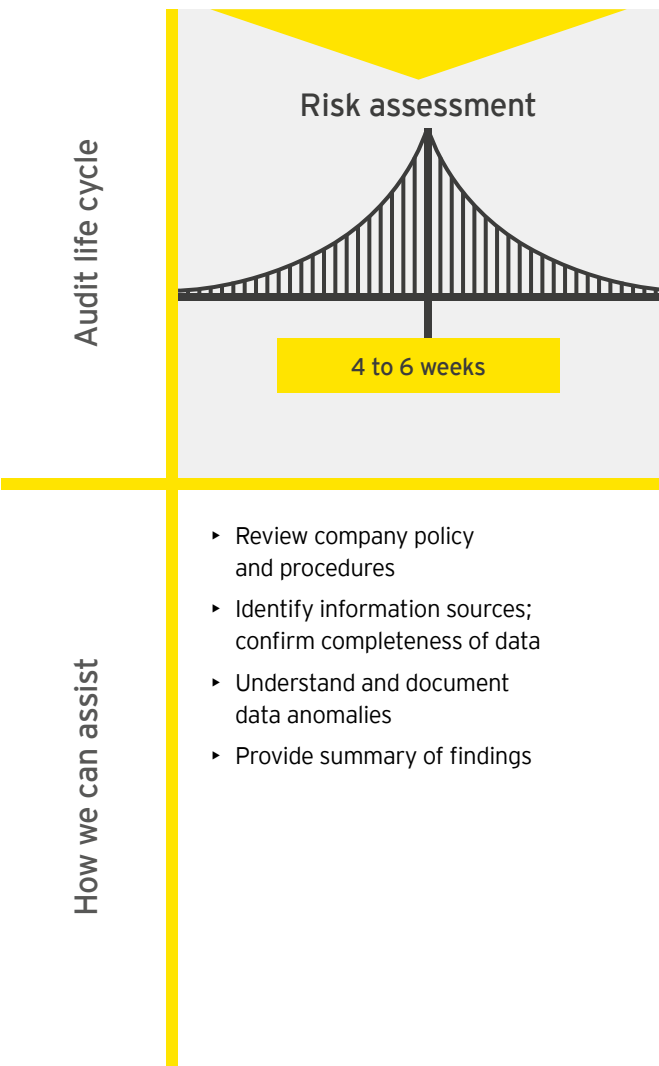 Audit life cycle
Risk assessment
4 to 6 weeks
How we can assist
‣ Review company policy
and procedures
‣ Identify information sources;
confirm completeness of data
‣ Understand and document
data anomalies
‣ Provide summary of findings